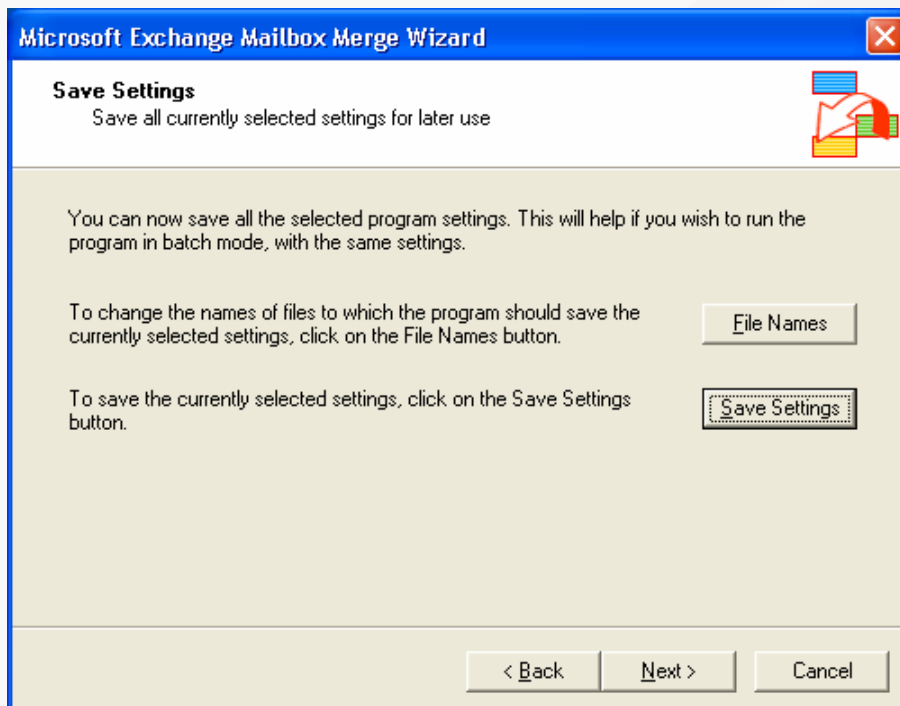 Microsoft Exchange Mailbox Merge Wizard
Save Settings
Save all currently selected settings for later use
You can now save all the selected program settings. This will help if you wish to run the
program in batch mode, with the same settings.
To change the names of files to which the program should save the
currently selected settings, click on the File Names button.
File Names
To save the currently selected settings, click on the Save Settings
button.
Save Settings
< Back
Next >
Cancel